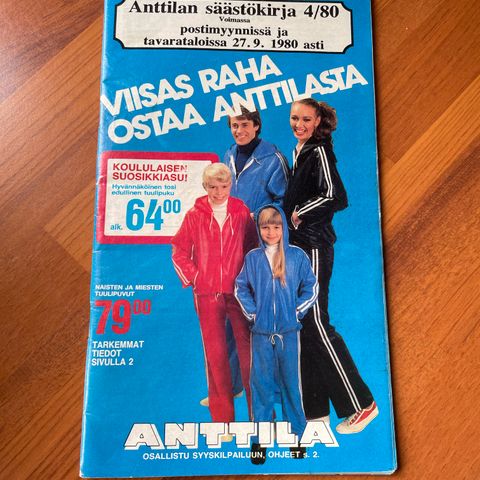 Anttilan säästökirja 4/80
Voimassa
postimyynnissä ja
tavarataloissa 27.9. 1980 asti
VIISAS RAHA
OSTAA ANTTILASTA
KOULULAISEN
SUOSIKKIASU!
Hyvännäköinen tosi
edullinen tuulipuku
alk. 64 00
NAISTEN JA MIESTEN
TUULIPUVUT
79 00
TARKEMMAT
TIEDOT
SIVULLA 2
ANTTILA
OSALLISTU SYYSKILPAILUUN, OHJEET s. 2.